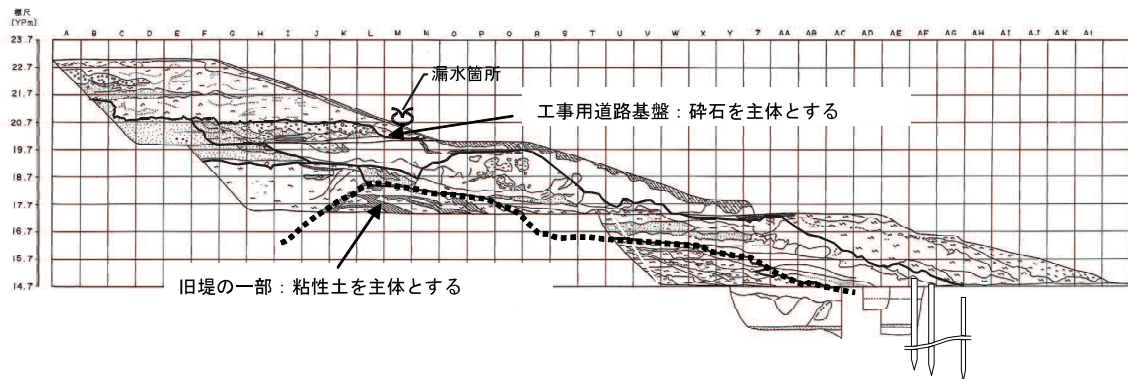 標尺
(YPm)
A B C D E F G H I J K L M N O P Q R S T U V W X Y Z AA AB AC AD AE AF AG AH AI AJ AK AL
23.7
22.7
21.7
20.7
19.7
18.7
17.7
16.7
15.7
14.7
漏水箇所
工事用道路基盤:砕石を主体とする
旧堤の一部:粘性土を主体とする